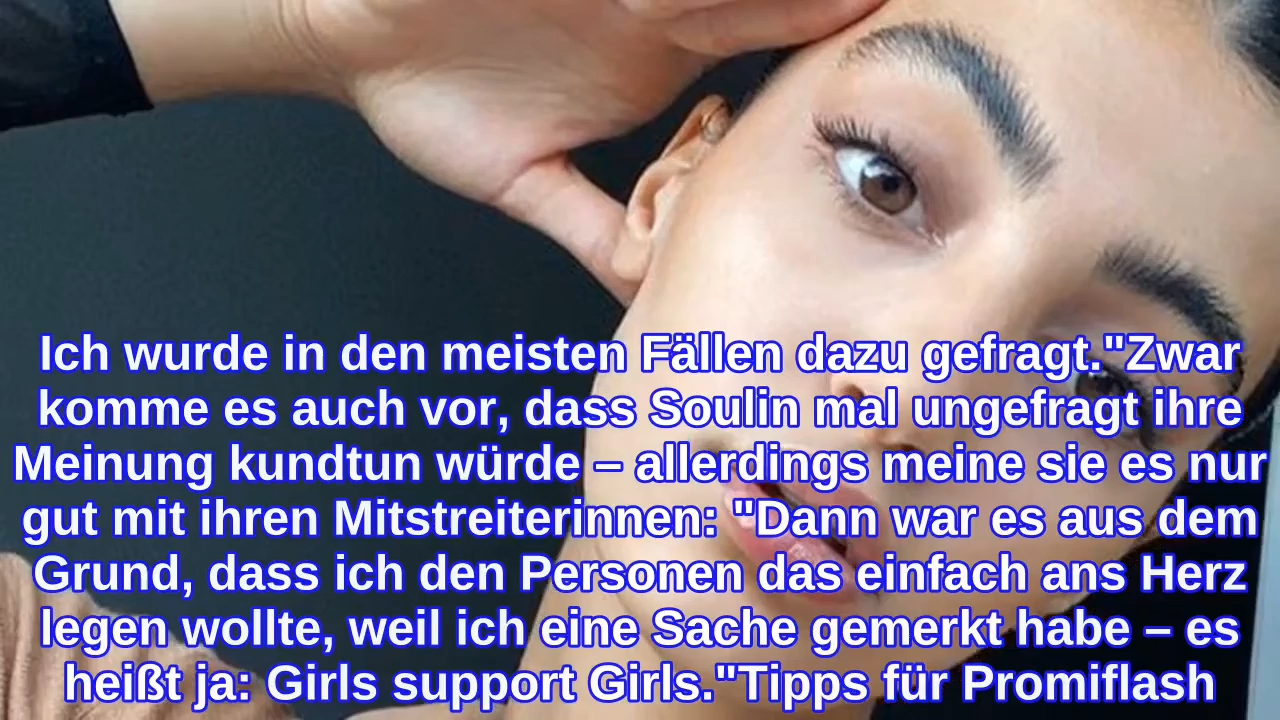 Ich wurde in den meisten Fällen dazu gefragt."Zwar
komme es auch vor, dass Soulin mal ungefragt ihre
Meinung kundtun würde – allerdings meine sie es nur
gut mit ihren Mitstreiterinnen: "Dann war es aus dem
Grund, dass ich den Personen das einfach ans Herz
legen wollte, weil ich eine Sache gemerkt habe – es
heißt ja: Girls support Girls."Tipps für Promiflash